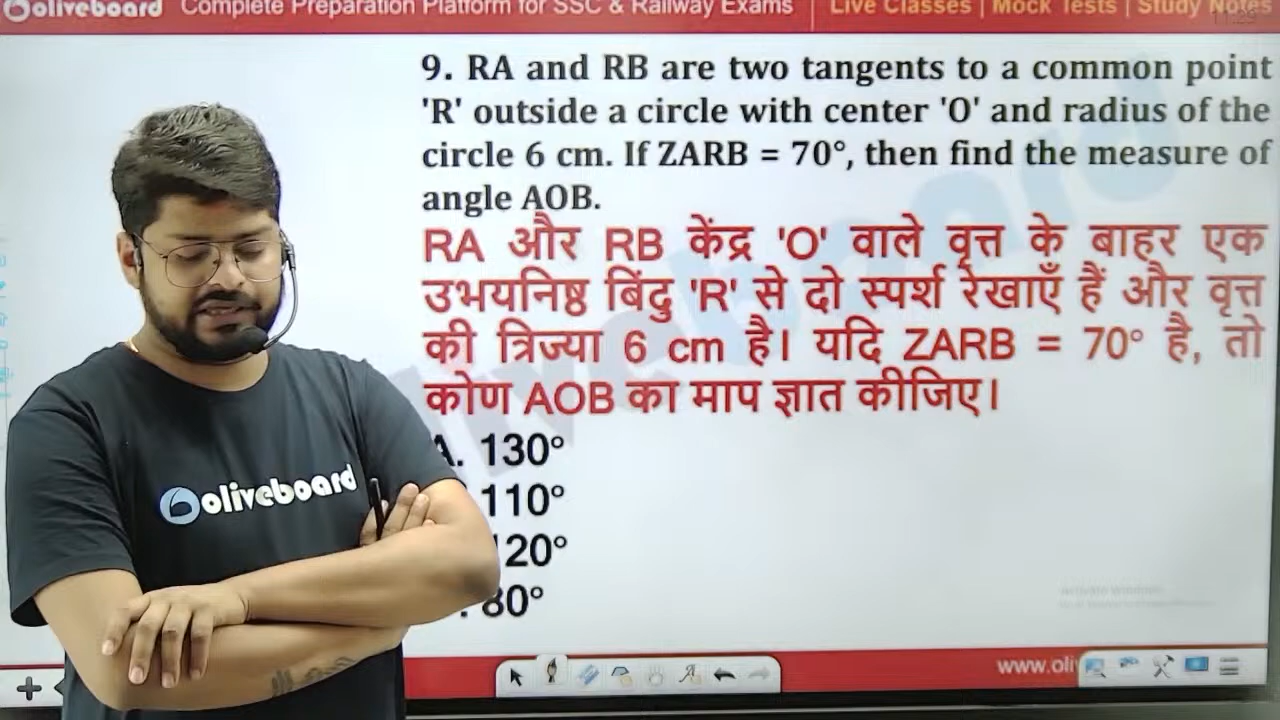 oliveboard Complete Preparation Platform for SSC & Railway Exams Live Classes | Mock Tests | Study Notes
11:29
9. RA and RB are two tangents to a common point
'R' outside a circle with center 'O' and radius of the
circle 6 cm. If ZARB = 70°, then find the measure of
angle AOB.
RA और RB केंद्र 'O' वाले वृत्त के बाहर एक
उभयनिष्ठ बिंदु 'R' से दो स्पर्श रेखाएँ हैं और वृत्त
की त्रिज्या 6 cm है। यदि ZARB = 70° है, तो
कोण AOB का माप ज्ञात कीजिए।
A. 130°
110°
120°
80°
oliveboard
www.oli